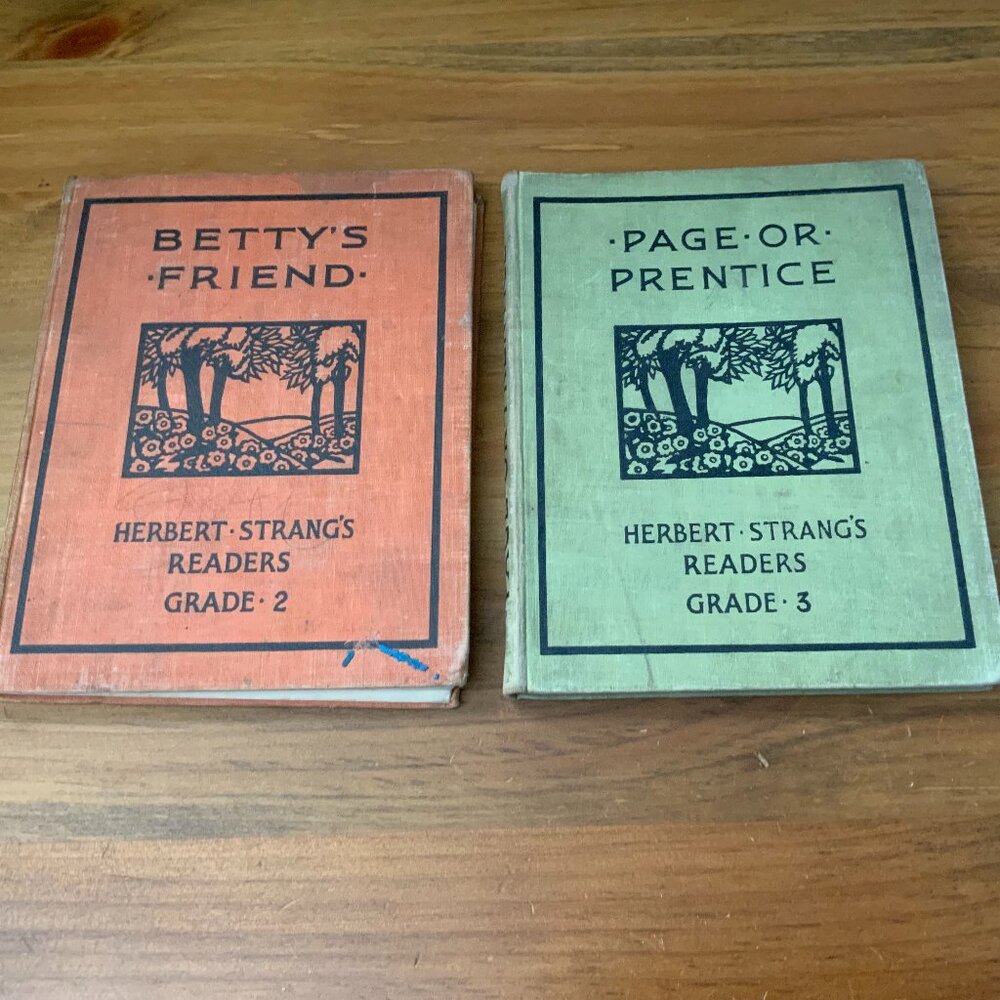 BETTY'S
·FRIEND·
HERBERT·STRANG'S
READERS
GRADE·2
·PAGE·OR·
PRENTICE
HERBERT·STRANG'S
READERS
GRADE·3